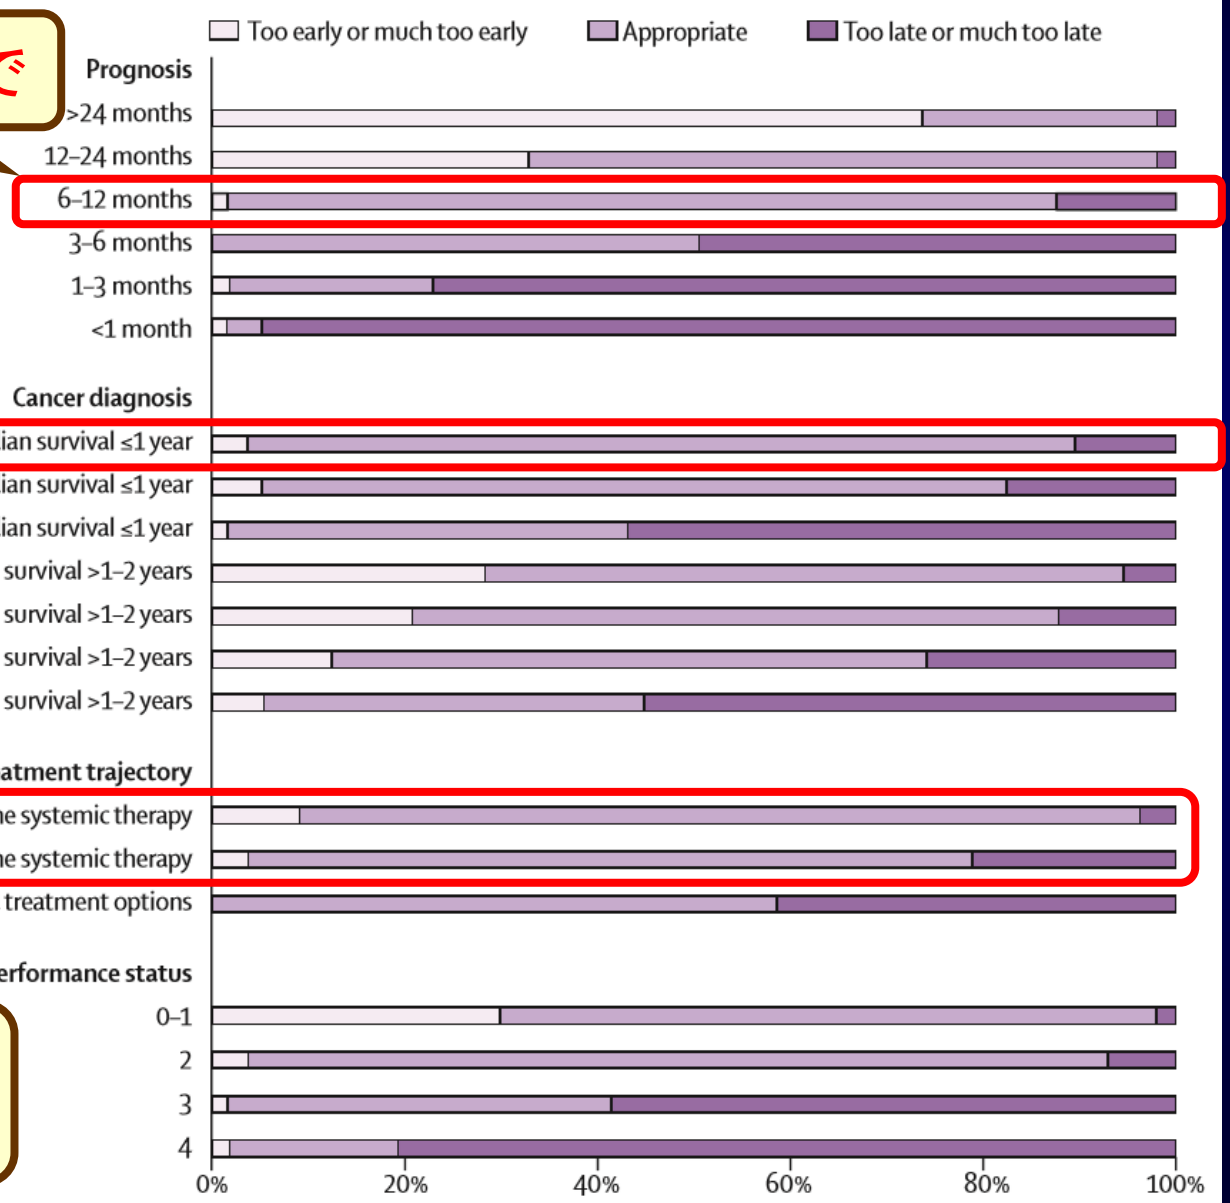 Too early or much too early Appropriate Too late or much too late
で
Prognosis
>24 months
12–24 months
6–12 months
3–6 months
1–3 months
<1 month
Cancer diagnosis
ian survival ≤1 year
ian survival ≤1 year
ian survival ≤1 year
survival >1–2 years
survival >1–2 years
survival >1–2 years
survival >1–2 years
atment trajectory
ne systemic therapy
ne systemic therapy
treatment options
erformance status
0–1
2
3
4
0% 20% 40% 60% 80% 100%